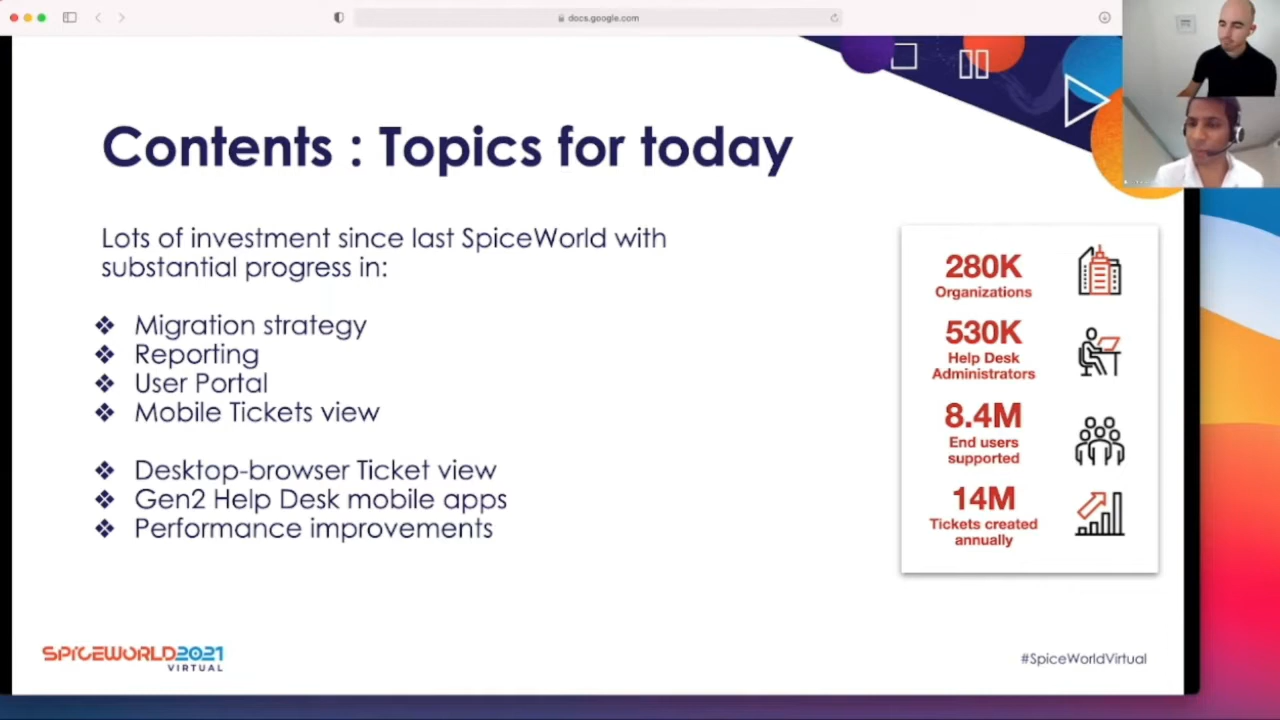 docs.google.com
Contents : Topics for today
Lots of investment since last SpiceWorld with
substantial progress in:
❖ Migration strategy
❖ Reporting
❖ User Portal
❖ Mobile Tickets view
❖ Desktop-browser Ticket view
❖ Gen2 Help Desk mobile apps
❖ Performance improvements
280K
Organizations
530K
Help Desk
Administrators
8.4M
End users
supported
14M
Tickets created
annually
SPICEWORLD2021
VIRTUAL
#SpiceWorldVirtual